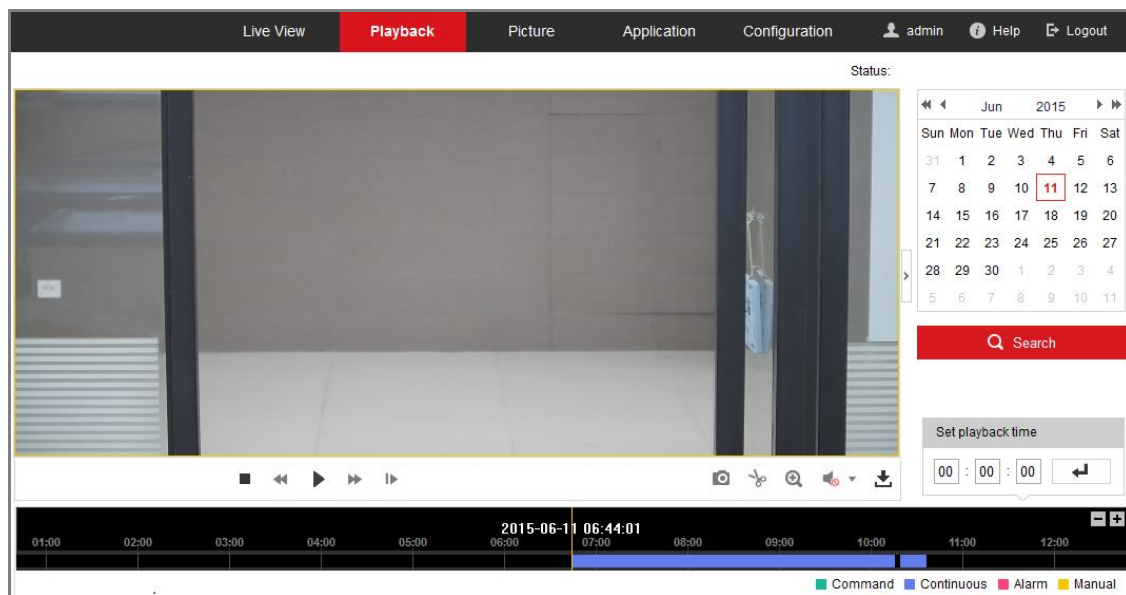 Live View Playback Picture Application Configuration admin Help Logout
Status:
Jun 2015
Sun Mon Tue Wed Thu Fri Sat
31 1 2 3 4 5 6
7 8 9 10 11 12 13
14 15 16 17 18 19 20
21 22 23 24 25 26 27
28 29 30 1 2 3 4
5 6 7 8 9 10 11
Search
Set playback time
00 : 00 : 00
2015-06-11 06:44:01
01:00 02:00 03:00 04:00 05:00 06:00 07:00 08:00 09:00 10:00 11:00 12:00
Command Continuous Alarm Manual